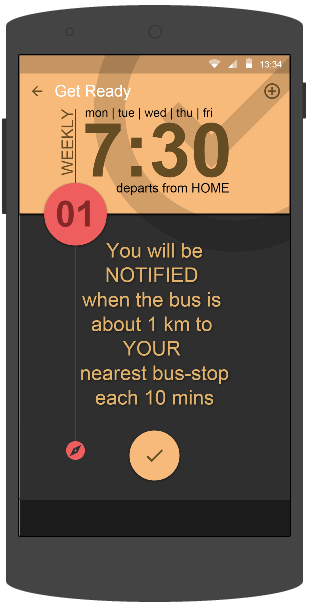 13:34
Get Ready
WEEKLY
mon | tue | wed | thu | fri
7:30
departs from HOME
01
You will be
NOTIFIED
when the bus is
about 1 km to
YOUR
nearest bus-stop
each 10 mins